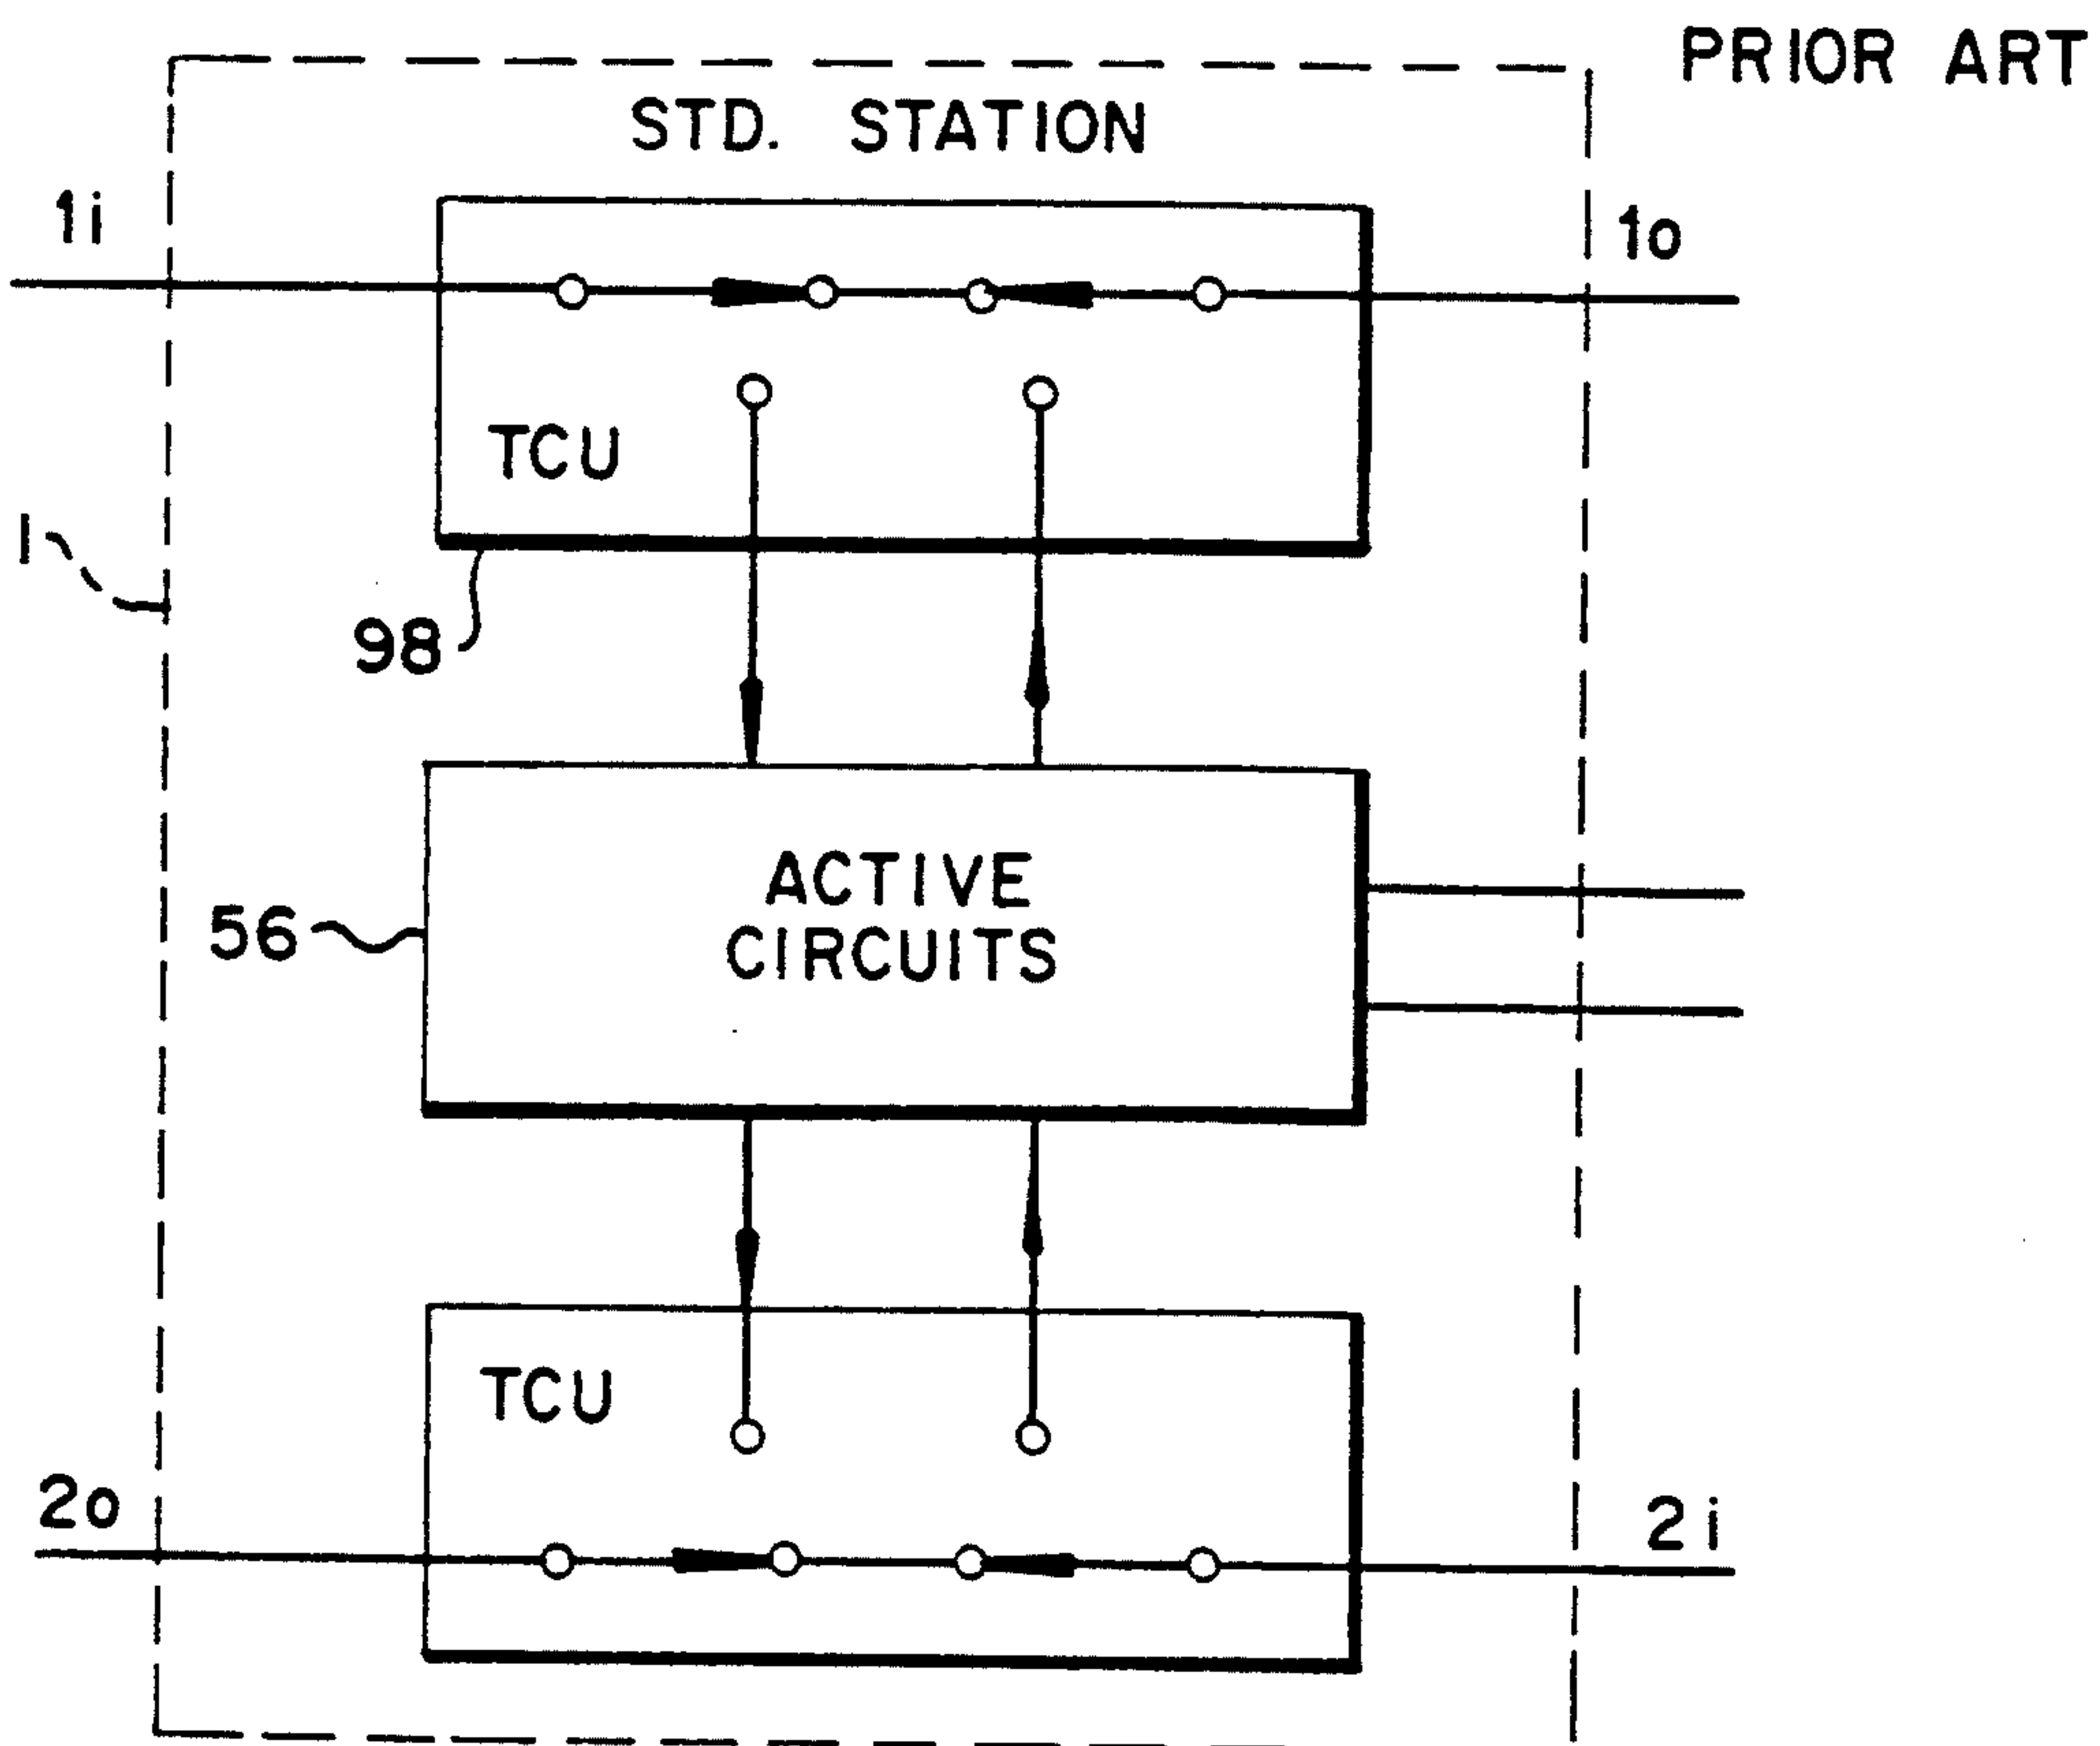 PRIOR ART
STD. STATION
1i
1o
TCU
1
98
ACTIVE
CIRCUITS
56
TCU
2o
2i